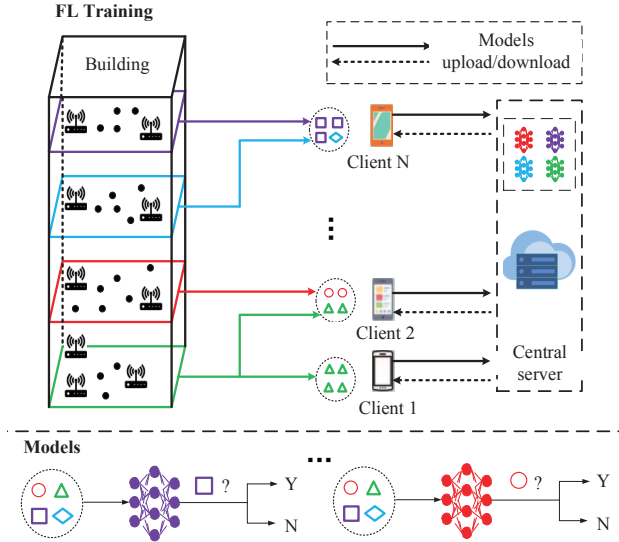 FL Training
Building
Models
upload/download
Client N
Client 2
Client 1
Central
server
Models
? Y N
... ? Y N